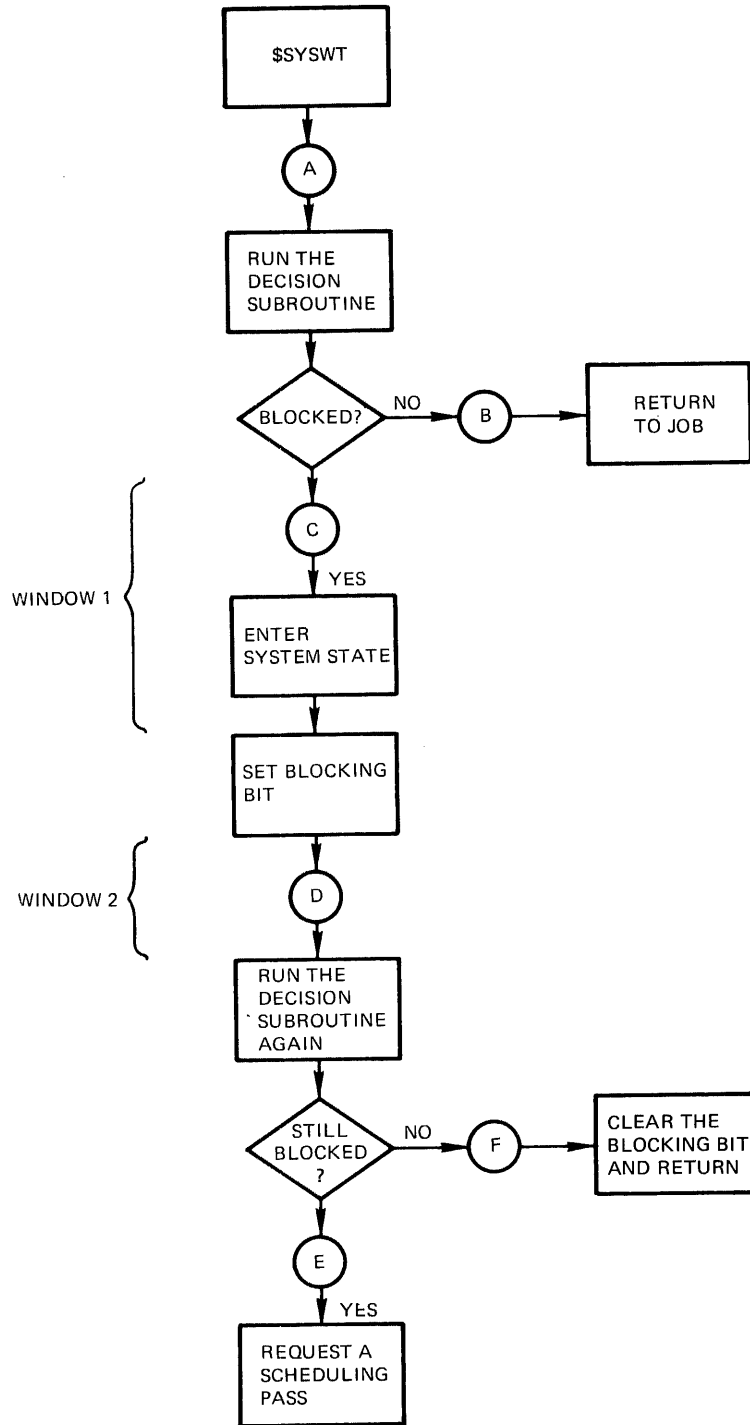 $SYSWT
A
RUN THE
DECISION
SUBROUTINE
BLOCKED?
NO
B
RETURN
TO JOB
C
YES
WINDOW 1
ENTER
SYSTEM STATE
SET BLOCKING
BIT
WINDOW 2
D
RUN THE
DECISION
SUBROUTINE
AGAIN
STILL
BLOCKED
?
NO
F
CLEAR THE
BLOCKING BIT
AND RETURN
E
YES
REQUEST A
SCHEDULING
PASS